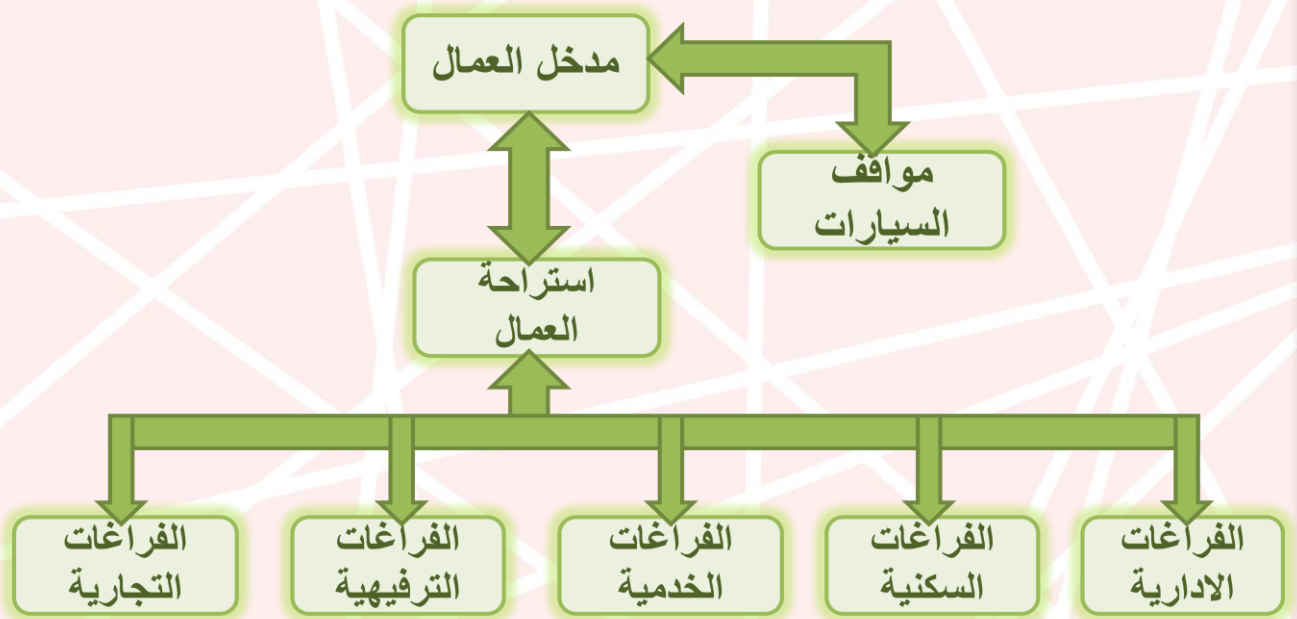 مدخل العمال
مواقف
السيارات
استراحة
العمال
الفراغات
الادارية
الفراغات
السكنية
الفراغات
الخدمية
الفراغات
الترفيهية
الفراغات
التجارية